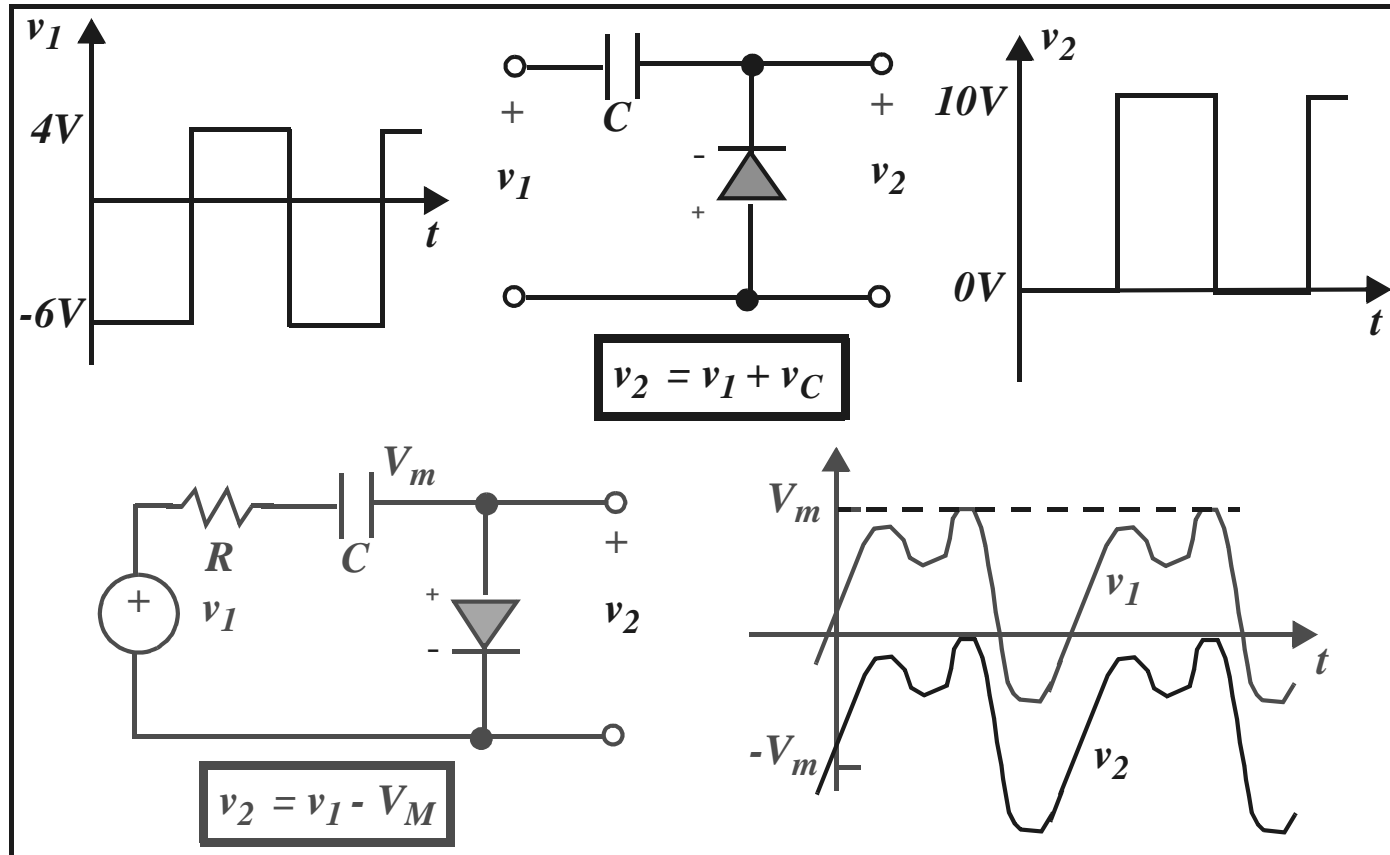 v1
4V
-6V
t
+
C
+
v1
-
+
v2
v2
10V
0V
t
v2 = v1 + vC
Vm
R
C
+
v1
+
-
+
v2
v2 = v1 - VM
Vm
v1
t
-Vm
v2